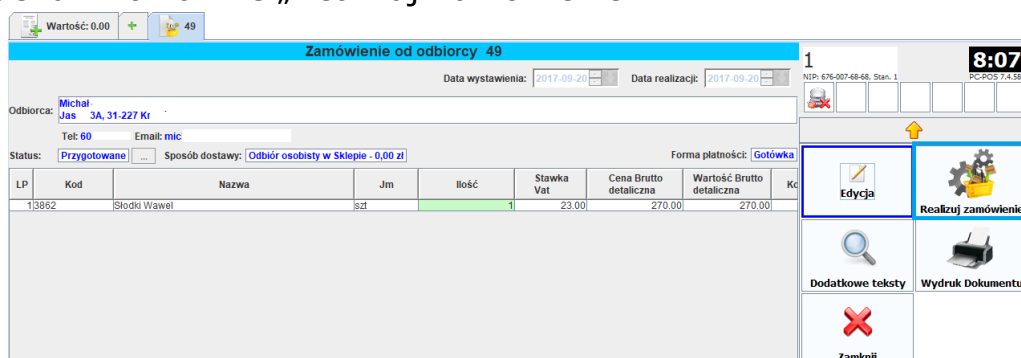 Wartość: 0.00 + 49
Zamówienie od odbiorcy 49
Data wystawienia: 2017-09-20 Data realizacji: 2017-09-20
Odbiorca: Michał
Jas 3A, 31-227 Kr
Tel: 60 Email: mic
Status: Przygotowane ... Sposób dostawy: Odbiór osobisty w Sklepie - 0,00 zł Forma płatności: Gotówka
LP Kod Nazwa Jm Ilość Stawka Vat Cena Brutto detaliczna Wartość Brutto detaliczna Kc
1 3862 Słodki Wawel szt 1 23.00 270.00 270.00
1 8:07
NIP: 676-007-68-68, Stan. 1 PC-POS 7.4.58
Edycja Realizuj zamówienie
Dodatkowe teksty Wydruk Dokumentu
Zamknij